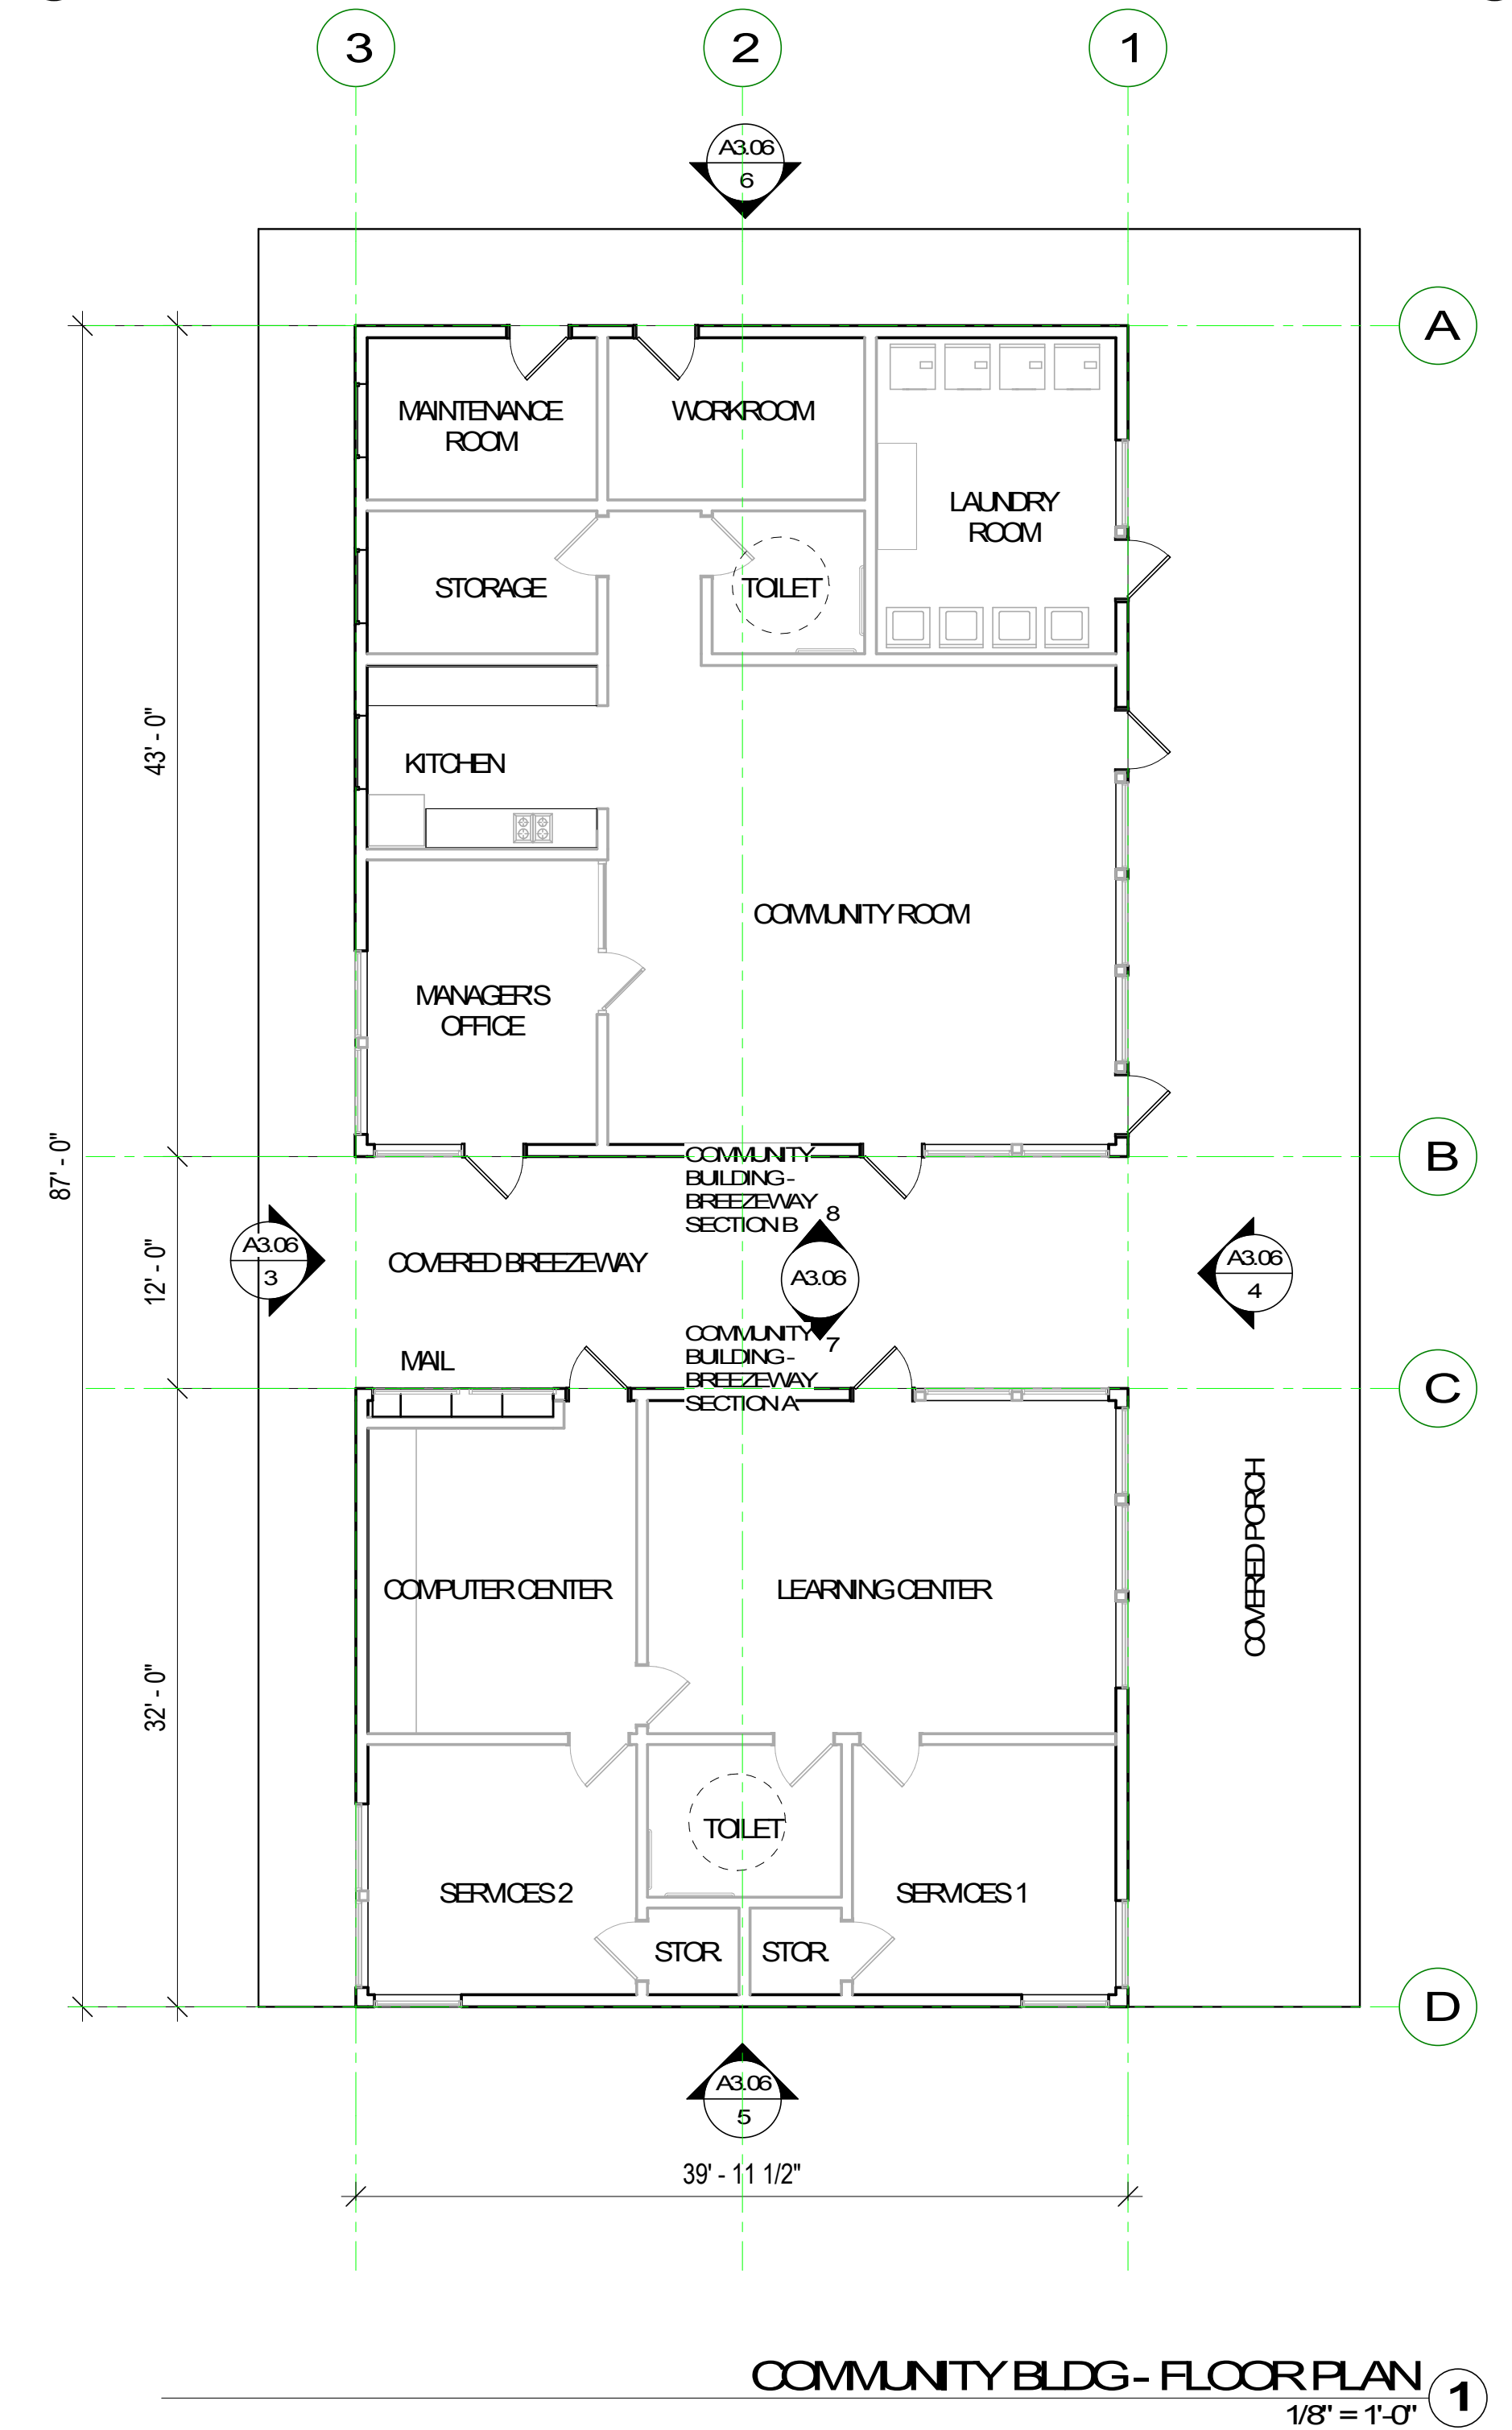 3
2
1
A3.06
6
A
MAINTENANCE
ROOM
WORKROOM
LAUNDRY
ROOM
STORAGE
TOILET
43' - 0"
KITCHEN
COMMUNITY ROOM
MANAGER'S
OFFICE
87' - 0"
B
COMMUNITY
BUILDING -
BREEZEWAY
SECTION B
8
A3.06
3
COVERED BREEZEWAY
A3.06
A3.06
4
12' - 0"
COMMUNITY
BUILDING -
BREEZEWAY
SECTION A
7
MAIL
C
COVERED PORCH
COMPUTER CENTER
LEARNING CENTER
32' - 0"
TOILET
SERVICES 2
SERVICES 1
STOR.
STOR.
D
A3.06
5
39' - 11 1/2"
COMMUNITY BLDG - FLOOR PLAN
1
1/8" = 1'-0"